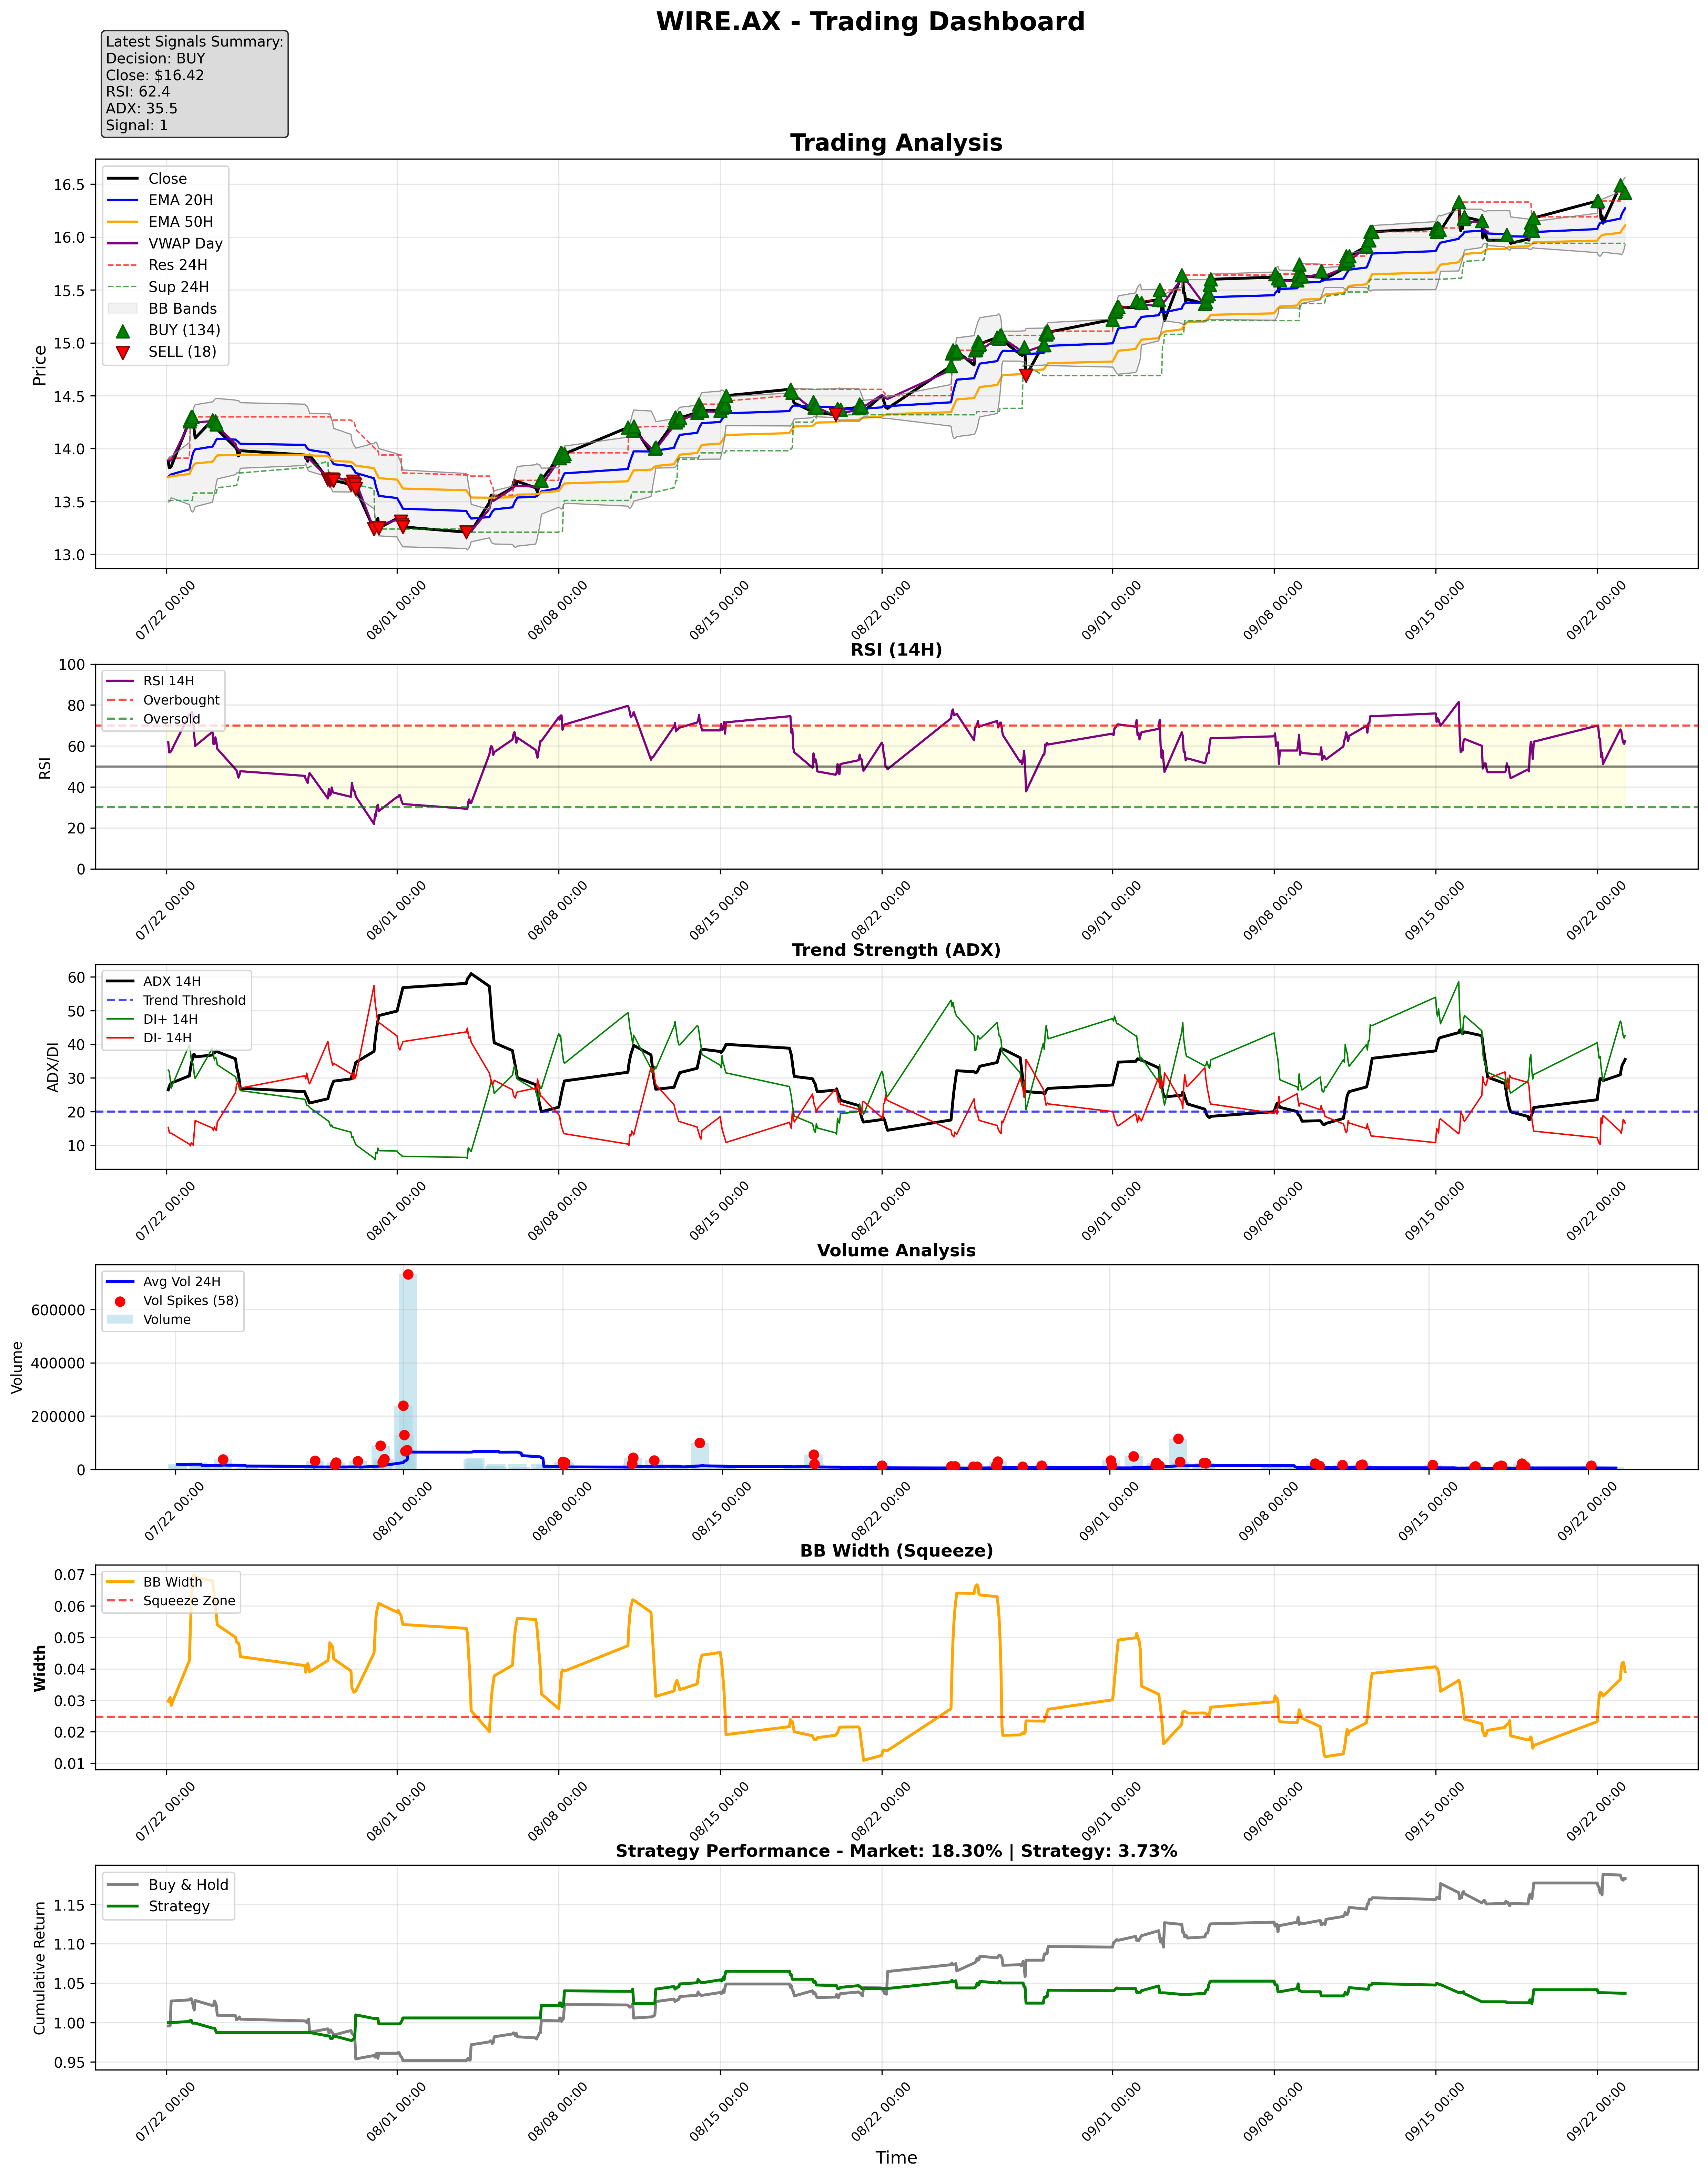 WIRE.AX - Trading Dashboard
Latest Signals Summary:
Decision: BUY
Close: $16.42
RSI: 62.4
ADX: 35.5
Signal: 1
Trading Analysis
Close
EMA 20H
EMA 50H
VWAP Day
Res 24H
Sup 24H
BB Bands
BUY (134)
SELL (18)
Price
16.5
16.0
15.5
15.0
14.5
14.0
13.5
13.0
07/22 00:00
08/01 00:00
08/08 00:00
08/15 00:00
08/22 00:00
09/01 00:00
09/08 00:00
09/15 00:00
09/22 00:00
RSI (14H)
RSI 14H
Overbought
Oversold
RSI
100
80
60
40
20
0
07/22 00:00
08/01 00:00
08/08 00:00
08/15 00:00
08/22 00:00
09/01 00:00
09/08 00:00
09/15 00:00
09/22 00:00
Trend Strength (ADX)
ADX 14H
Trend Threshold
DI+ 14H
DI- 14H
ADX/DI
60
50
40
30
20
10
07/22 00:00
08/01 00:00
08/08 00:00
08/15 00:00
08/22 00:00
09/01 00:00
09/08 00:00
09/15 00:00
09/22 00:00
Volume Analysis
Avg Vol 24H
Vol Spikes (58)
Volume
Volume
600000
400000
200000
0
07/22 00:00
08/01 00:00
08/08 00:00
08/15 00:00
08/22 00:00
09/01 00:00
09/08 00:00
09/15 00:00
09/22 00:00
BB Width (Squeeze)
BB Width
Squeeze Zone
Width
0.07
0.06
0.05
0.04
0.03
0.02
0.01
07/22 00:00
08/01 00:00
08/08 00:00
08/15 00:00
08/22 00:00
09/01 00:00
09/08 00:00
09/15 00:00
09/22 00:00
Strategy Performance - Market: 18.30% | Strategy: 3.73%
Buy & Hold
Strategy
Cumulative Return
1.15
1.10
1.05
1.00
0.95
07/22 00:00
08/01 00:00
08/08 00:00
08/15 00:00
08/22 00:00
09/01 00:00
09/08 00:00
09/15 00:00
09/22 00:00
Time